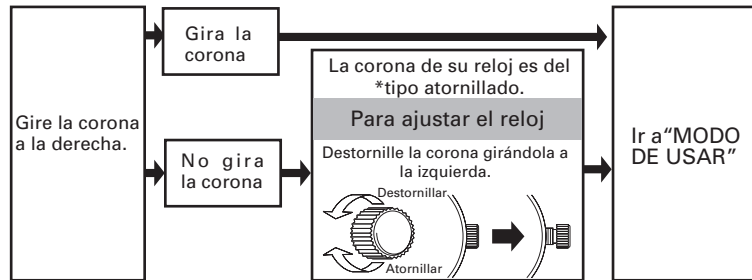 Gire la corona
a la derecha.
Gira la
corona
No gira
la corona
La corona de su reloj es del
*tipo atornillado.
Para ajustar el reloj
Destornille la corona girándola a
la izquierda.
Destornillar
Atornillar
Ir a“MODO
DE USAR”